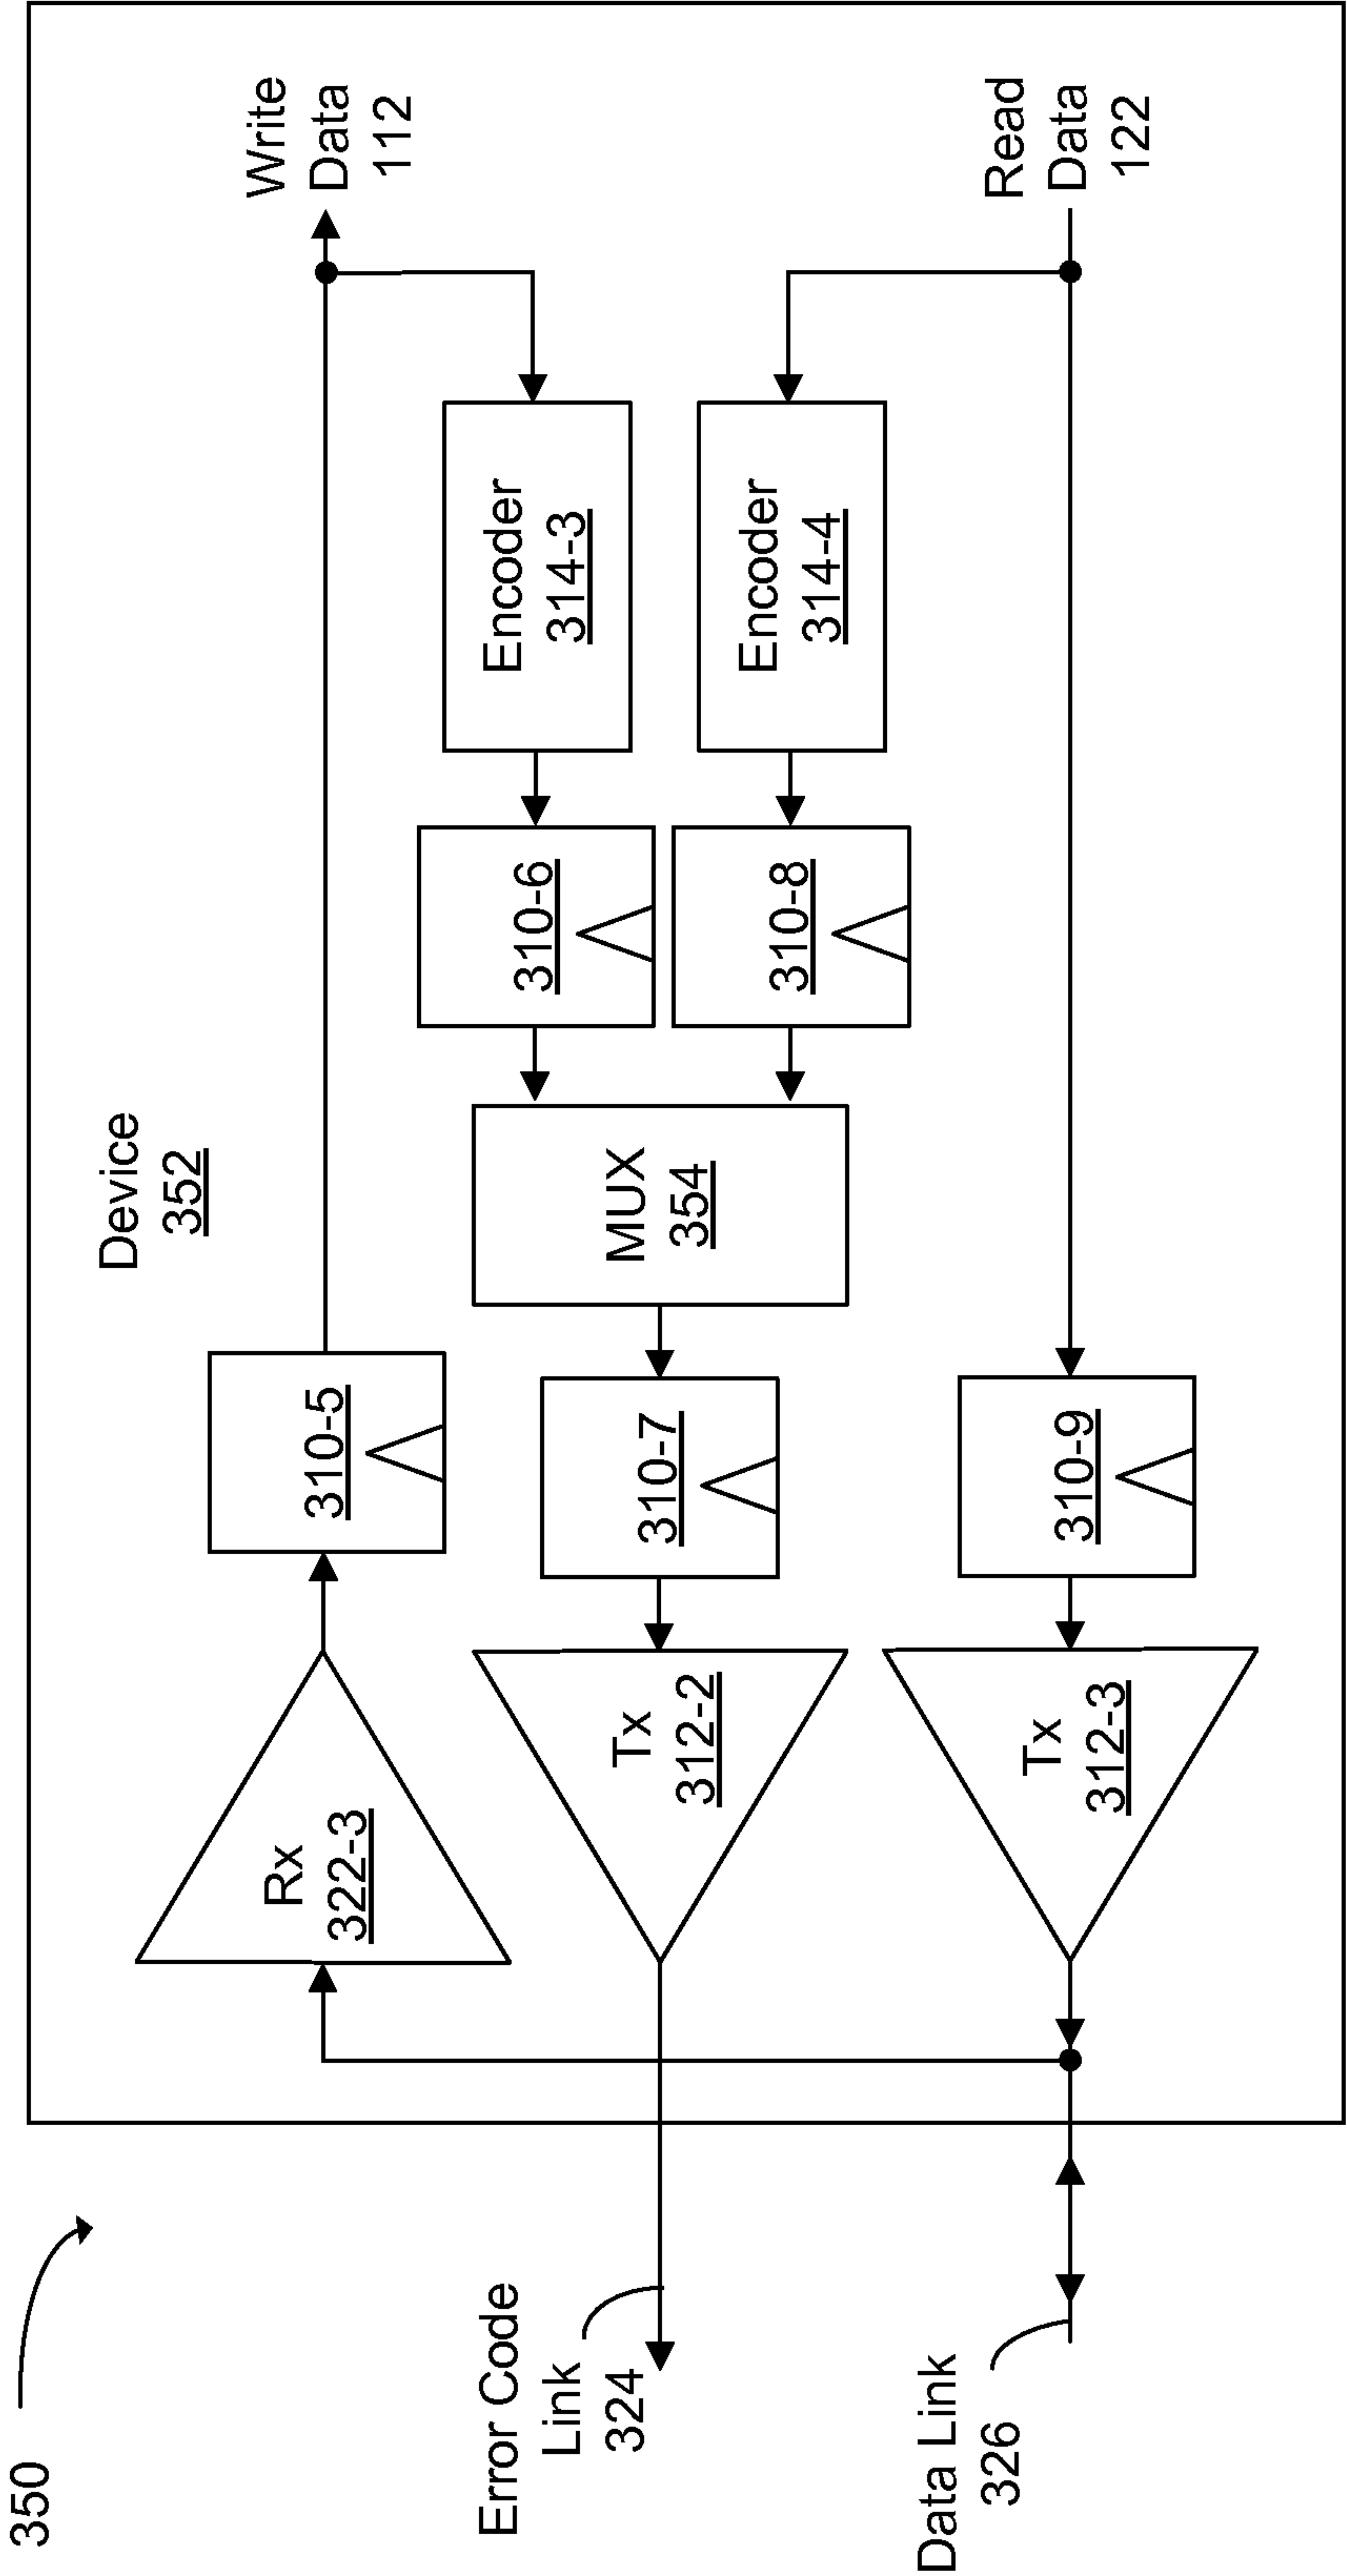 350
Device
352
Write
Data
112
Rx
322-3
310-5
Encoder
314-3
310-6
MUX
354
310-7
Tx
312-2
Error Code
Link
324
Encoder
314-4
310-8
Read
Data
122
310-9
Tx
312-3
Data Link
326